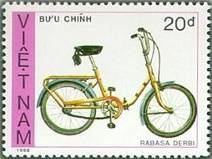 VIỆT NAM
BƯU CHÍNH
20đ
RABASA DERBI
1988